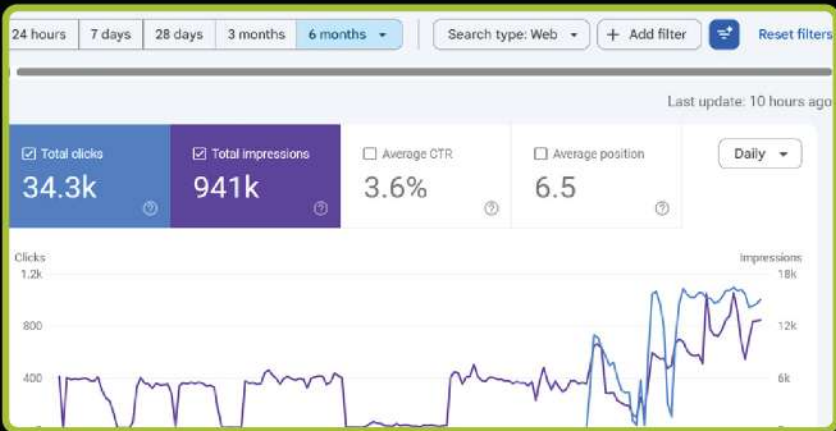 24 hours 7 days 28 days 3 months 6 months Search type: Web + Add filter Reset filters
Last update: 10 hours ago
Total clicks Total impressions Average CTR Average position Daily
34.3k 941k 3.6% 6.5
Clicks Impressions
1.2k 18k
800 12k
400 6k